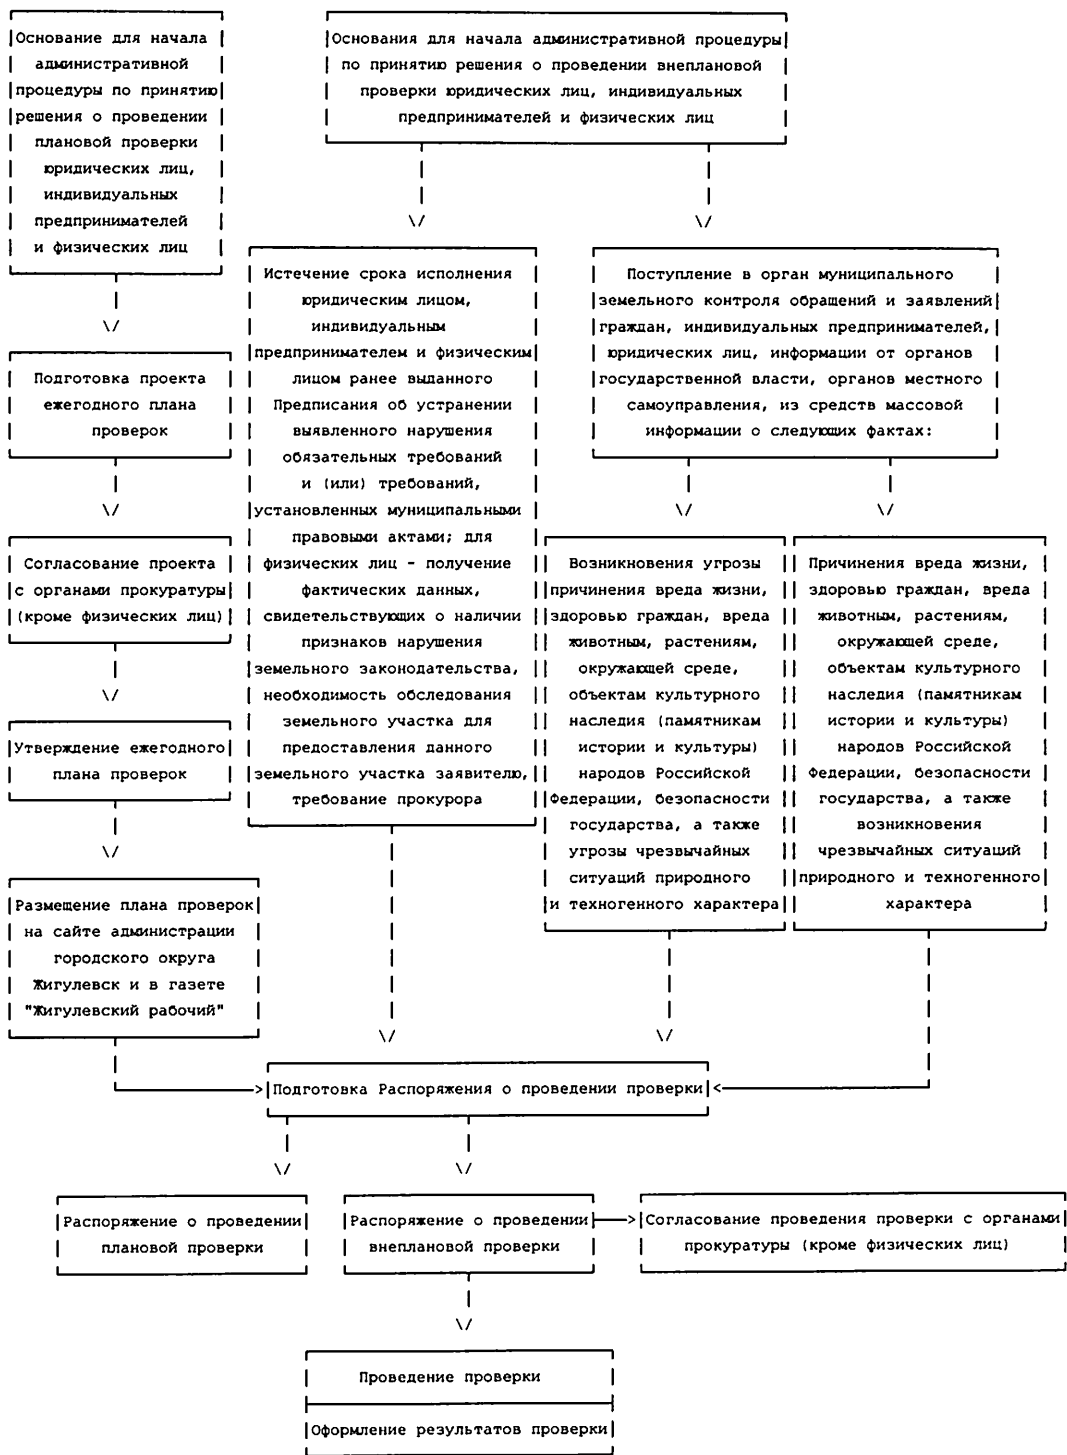 Основание для начала
административной
процедуры по принятию
решения о проведении
плановой проверки
юридических лиц,
индивидуальных
предпринимателей
и физических лиц
Основания для начала административной процедуры
по принятию решения о проведении внеплановой
проверки юридических лиц, индивидуальных
предпринимателей и физических лиц
Подготовка проекта
ежегодного плана
проверок
Согласование проекта
с органами прокуратуры
(кроме физических лиц)
Утверждение ежегодного
плана проверок
Размещение плана проверок
на сайте администрации
городского округа
Жигулевск и в газете
"Жигулевский рабочий"
Истечение срока исполнения
юридическим лицом,
индивидуальным
предпринимателем и физическим
лицом ранее выданного
Предписания об устранении
выявленного нарушения
обязательных требований
и (или) требований,
установленных муниципальными
правовыми актами; для
физических лиц - получение
фактических данных,
свидетельствующих о наличии
признаков нарушения
земельного законодательства,
необходимость обследования
земельного участка для
предоставления данного
земельного участка заявителю,
требование прокурора
Поступление в орган муниципального
земельного контроля обращений и заявлений
граждан, индивидуальных предпринимателей,
юридических лиц, информации от органов
государственной власти, органов местного
самоуправления, из средств массовой
информации о следующих фактах:
Возникновения угрозы
причинения вреда жизни,
здоровью граждан, вреда
животным, растениям,
окружающей среде,
объектам культурного
наследия (памятникам
истории и культуры)
народов Российской
Федерации, безопасности
государства, а также
угрозы чрезвычайных
ситуаций природного
и техногенного характера
Причинения вреда жизни,
здоровью граждан, вреда
животным, растениям,
окружающей среде,
объектам культурного
наследия (памятникам
истории и культуры)
народов Российской
Федерации, безопасности
государства, а также
возникновения
чрезвычайных ситуаций
природного и техногенного
характера
Подготовка Распоряжения о проведении проверки
Распоряжение о проведении
плановой проверки
Распоряжение о проведении
внеплановой проверки
Согласование проведения проверки с органами
прокуратуры (кроме физических лиц)
Проведение проверки
Оформление результатов проверки